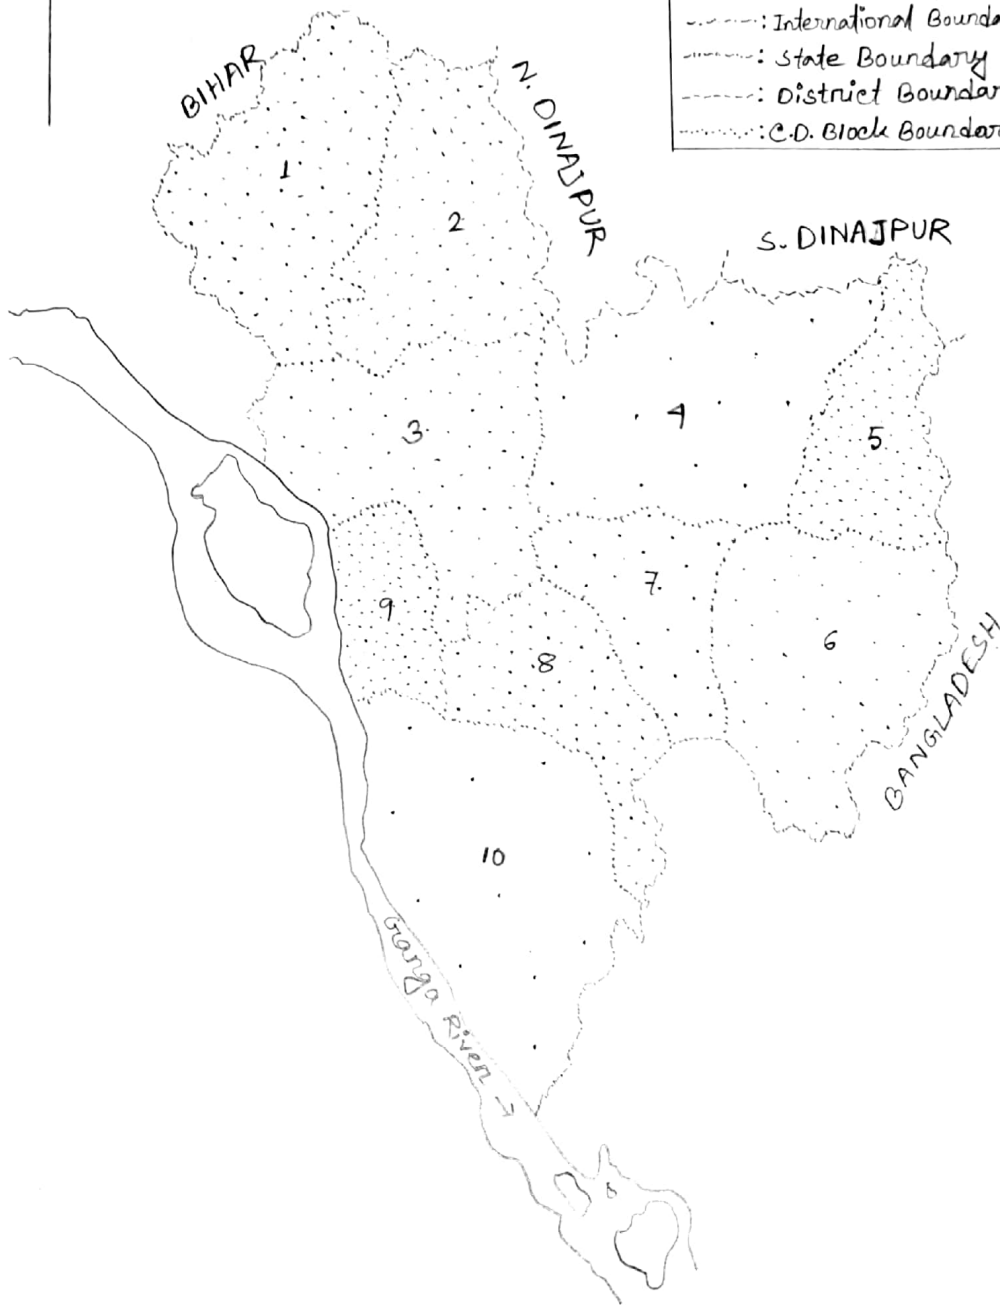 -··-··-: International Bounda
-···-···-: State Boundary
------: District Boundar
.........: C.D. Block Boundar
BIHAR
N. DINAJPUR
S. DINAJPUR
1
2
3
4
5
9
7
8
6
BANGLADESH
10
Ganga River →